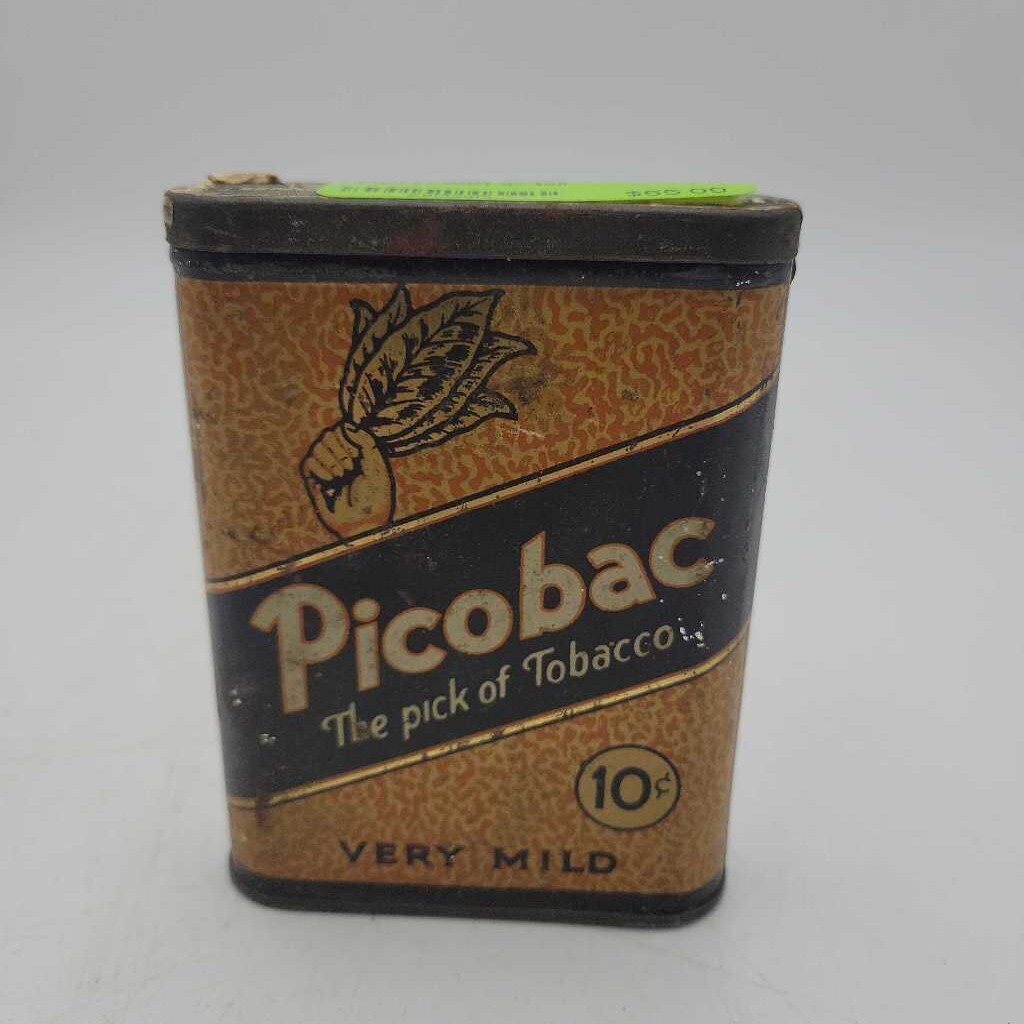 Picobac
The pick of Tobacco
10¢
VERY MILD